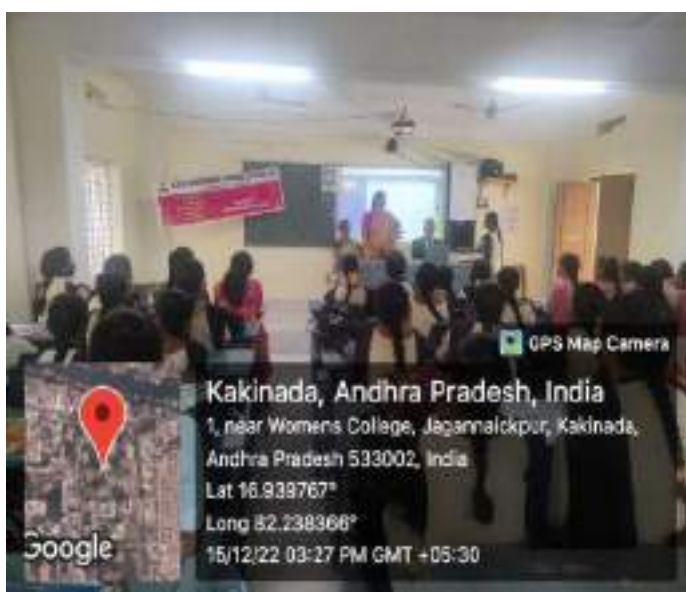 GPS Map Camera
Kakinada, Andhra Pradesh, India
1, near Womens College, Jagannaickpur, Kakinada,
Andhra Pradesh 533002, India
Lat 16.939767°
Long 82.238366°
15/12/22 03:27 PM GMT +05:30
Google